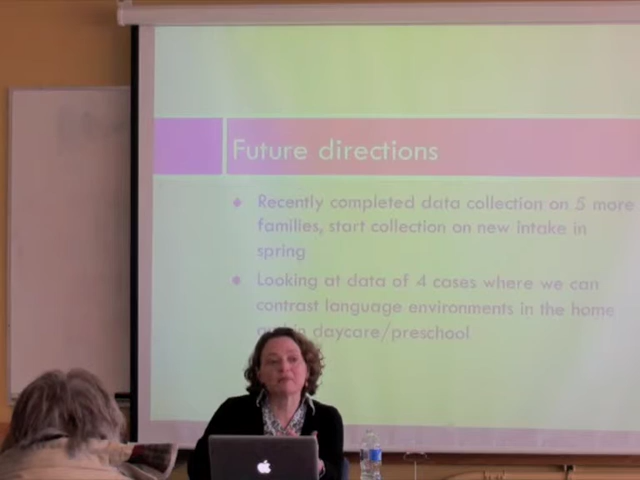 Future directions
Recently completed data collection on 5 more
families, start collection on new intake in
spring
Looking at data of 4 cases where we can
contrast language environments in the home
daycare/preschool